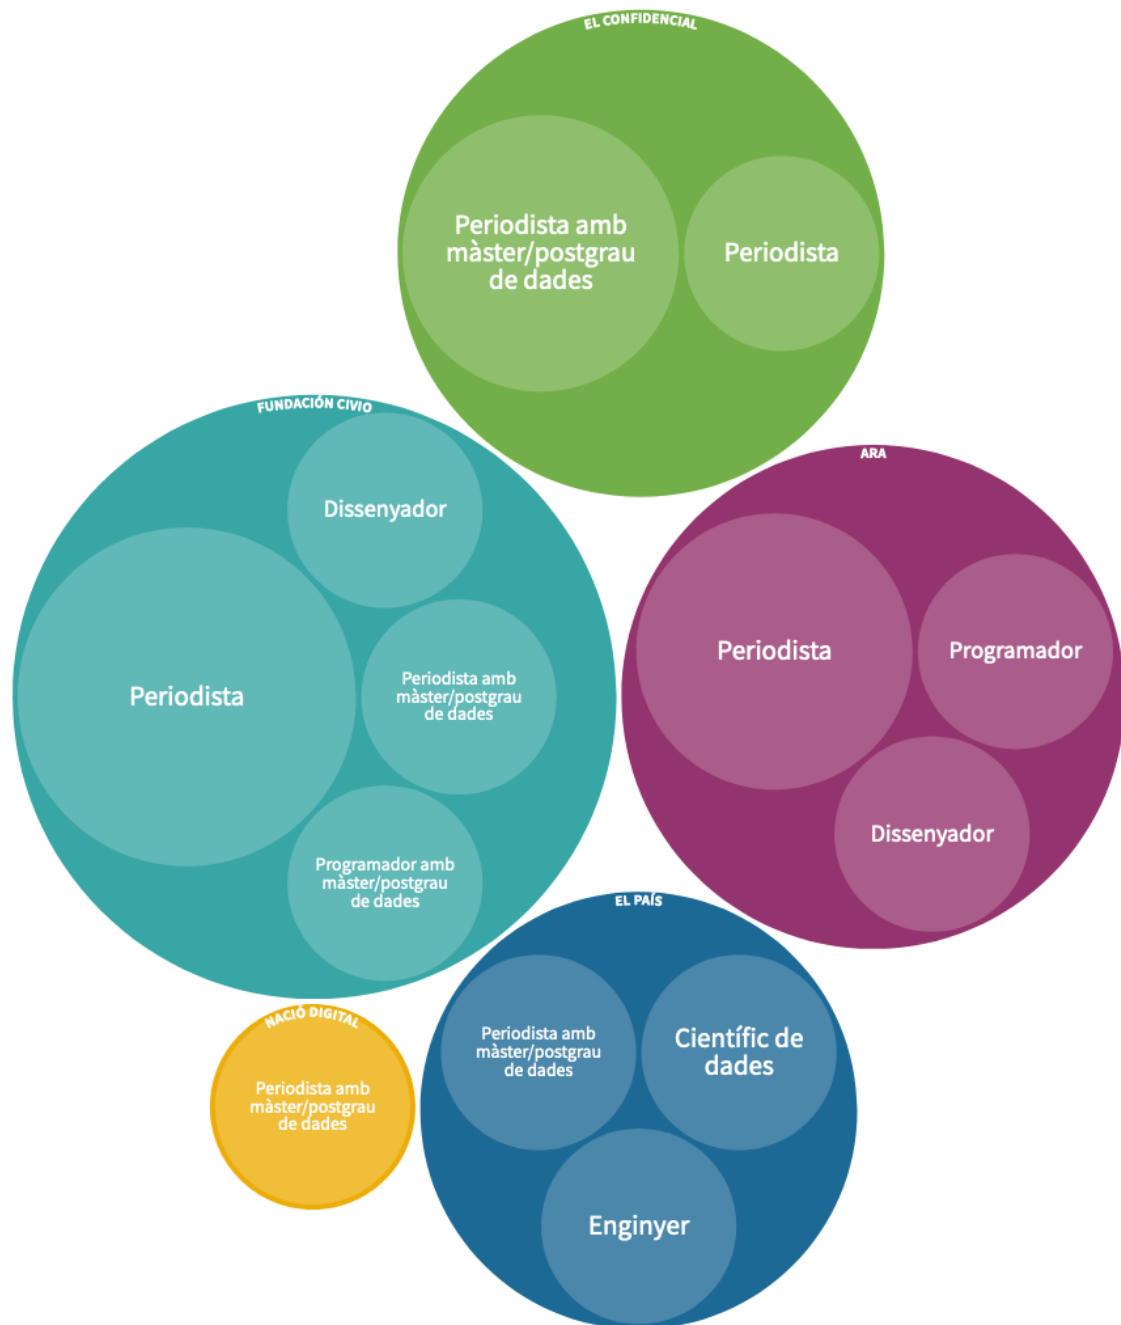 EL CONFIDENCIAL
Periodista amb
màster/postgrau
de dades
Periodista
FUNDACIÓN CIVIO
Dissenyador
Periodista
Periodista amb
màster/postgrau
de dades
Programador amb
màster/postgrau
de dades
ARA
Periodista
Programador
Dissenyador
EL PAÍS
Periodista amb
màster/postgrau
de dades
Científic de
dades
Enginyer
NACIÓ DIGITAL
Periodista amb
màster/postgrau
de dades